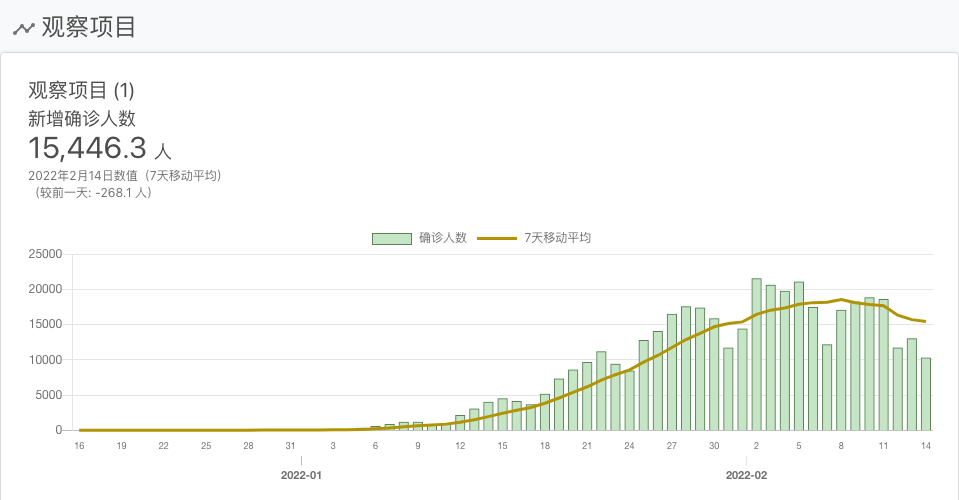 观察项目
观察项目 (1)
新增确诊人数
15,446.3 人
2022年2月14日数值（7天移动平均）
（较前一天: -268.1 人）
确诊人数 7天移动平均
25000
20000
15000
10000
5000
0
16 19 22 25 28 31 3 6 9 12 15 18 21 24 27 30 2 5 8 11 14
2022-01 2022-02